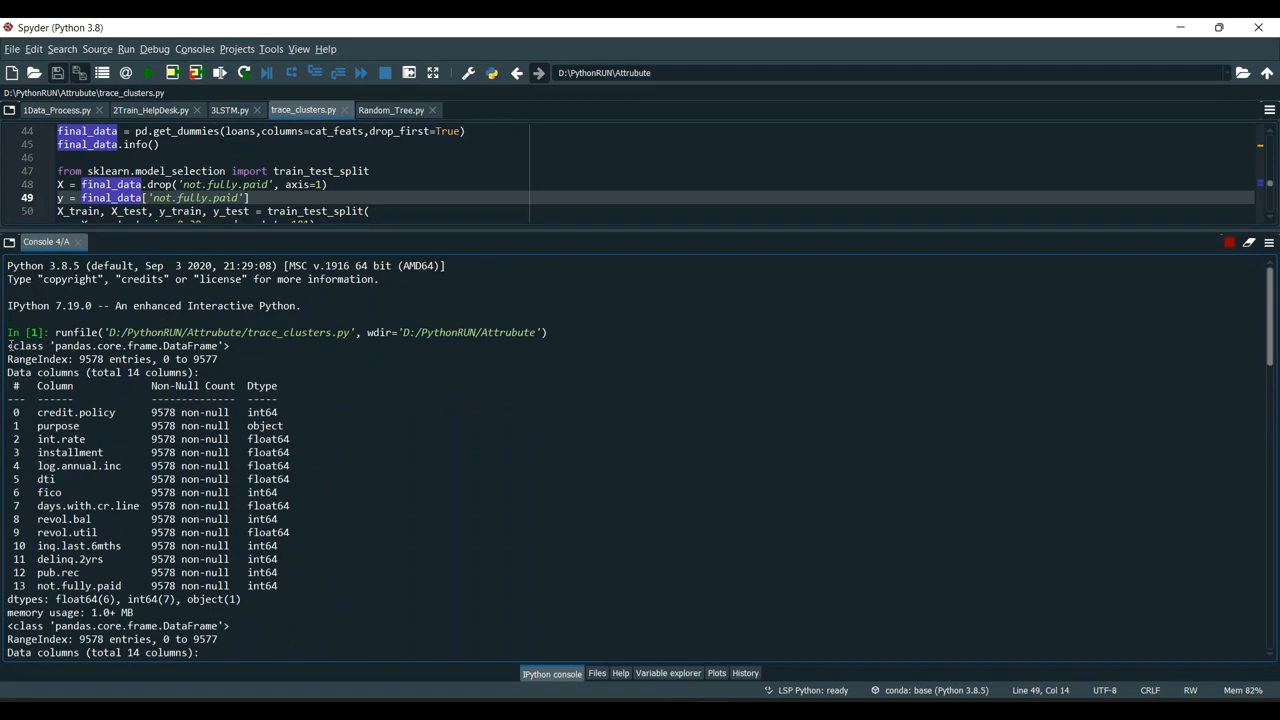 Spyder (Python 3.8)
File Edit Search Source Run Debug Consoles Projects Tools View Help
D:\PythonRUN\Attrubute
D:\PythonRUN\Attrubute\trace_clusters.py
1Data_Process.py 2Train_HelpDesk.py 3LSTM.py trace_clusters.py Random_Tree.py
44 final_data = pd.get_dummies(loans,columns=cat_feats,drop_first=True)
45 final_data.info()
46
47 from sklearn.model_selection import train_test_split
48 X = final_data.drop('not.fully.paid', axis=1)
49 y = final_data['not.fully.paid']
50 X_train, X_test, y_train, y_test = train_test_split(
Console 4/A
Python 3.8.5 (default, Sep 3 2020, 21:29:08) [MSC v.1916 64 bit (AMD64)]
Type "copyright", "credits" or "license" for more information.
IPython 7.19.0 -- An enhanced Interactive Python.
In [1]: runfile('D:/PythonRUN/Attrubute/trace_clusters.py', wdir='D:/PythonRUN/Attrubute')
<class 'pandas.core.frame.DataFrame'>
RangeIndex: 9578 entries, 0 to 9577
Data columns (total 14 columns):
# Column Non-Null Count Dtype
--- ------ -------------- -----
0 credit.policy 9578 non-null int64
1 purpose 9578 non-null object
2 int.rate 9578 non-null float64
3 installment 9578 non-null float64
4 log.annual.inc 9578 non-null float64
5 dti 9578 non-null float64
6 fico 9578 non-null int64
7 days.with.cr.line 9578 non-null float64
8 revol.bal 9578 non-null int64
9 revol.util 9578 non-null float64
10 inq.last.6mths 9578 non-null int64
11 delinq.2yrs 9578 non-null int64
12 pub.rec 9578 non-null int64
13 not.fully.paid 9578 non-null int64
dtypes: float64(6), int64(7), object(1)
memory usage: 1.0+ MB
<class 'pandas.core.frame.DataFrame'>
RangeIndex: 9578 entries, 0 to 9577
Data columns (total 14 columns):
IPython console Files Help Variable explorer Plots History
LSP Python: ready conda: base (Python 3.8.5) Line 49, Col 14 UTF-8 CRLF RW Mem 82%